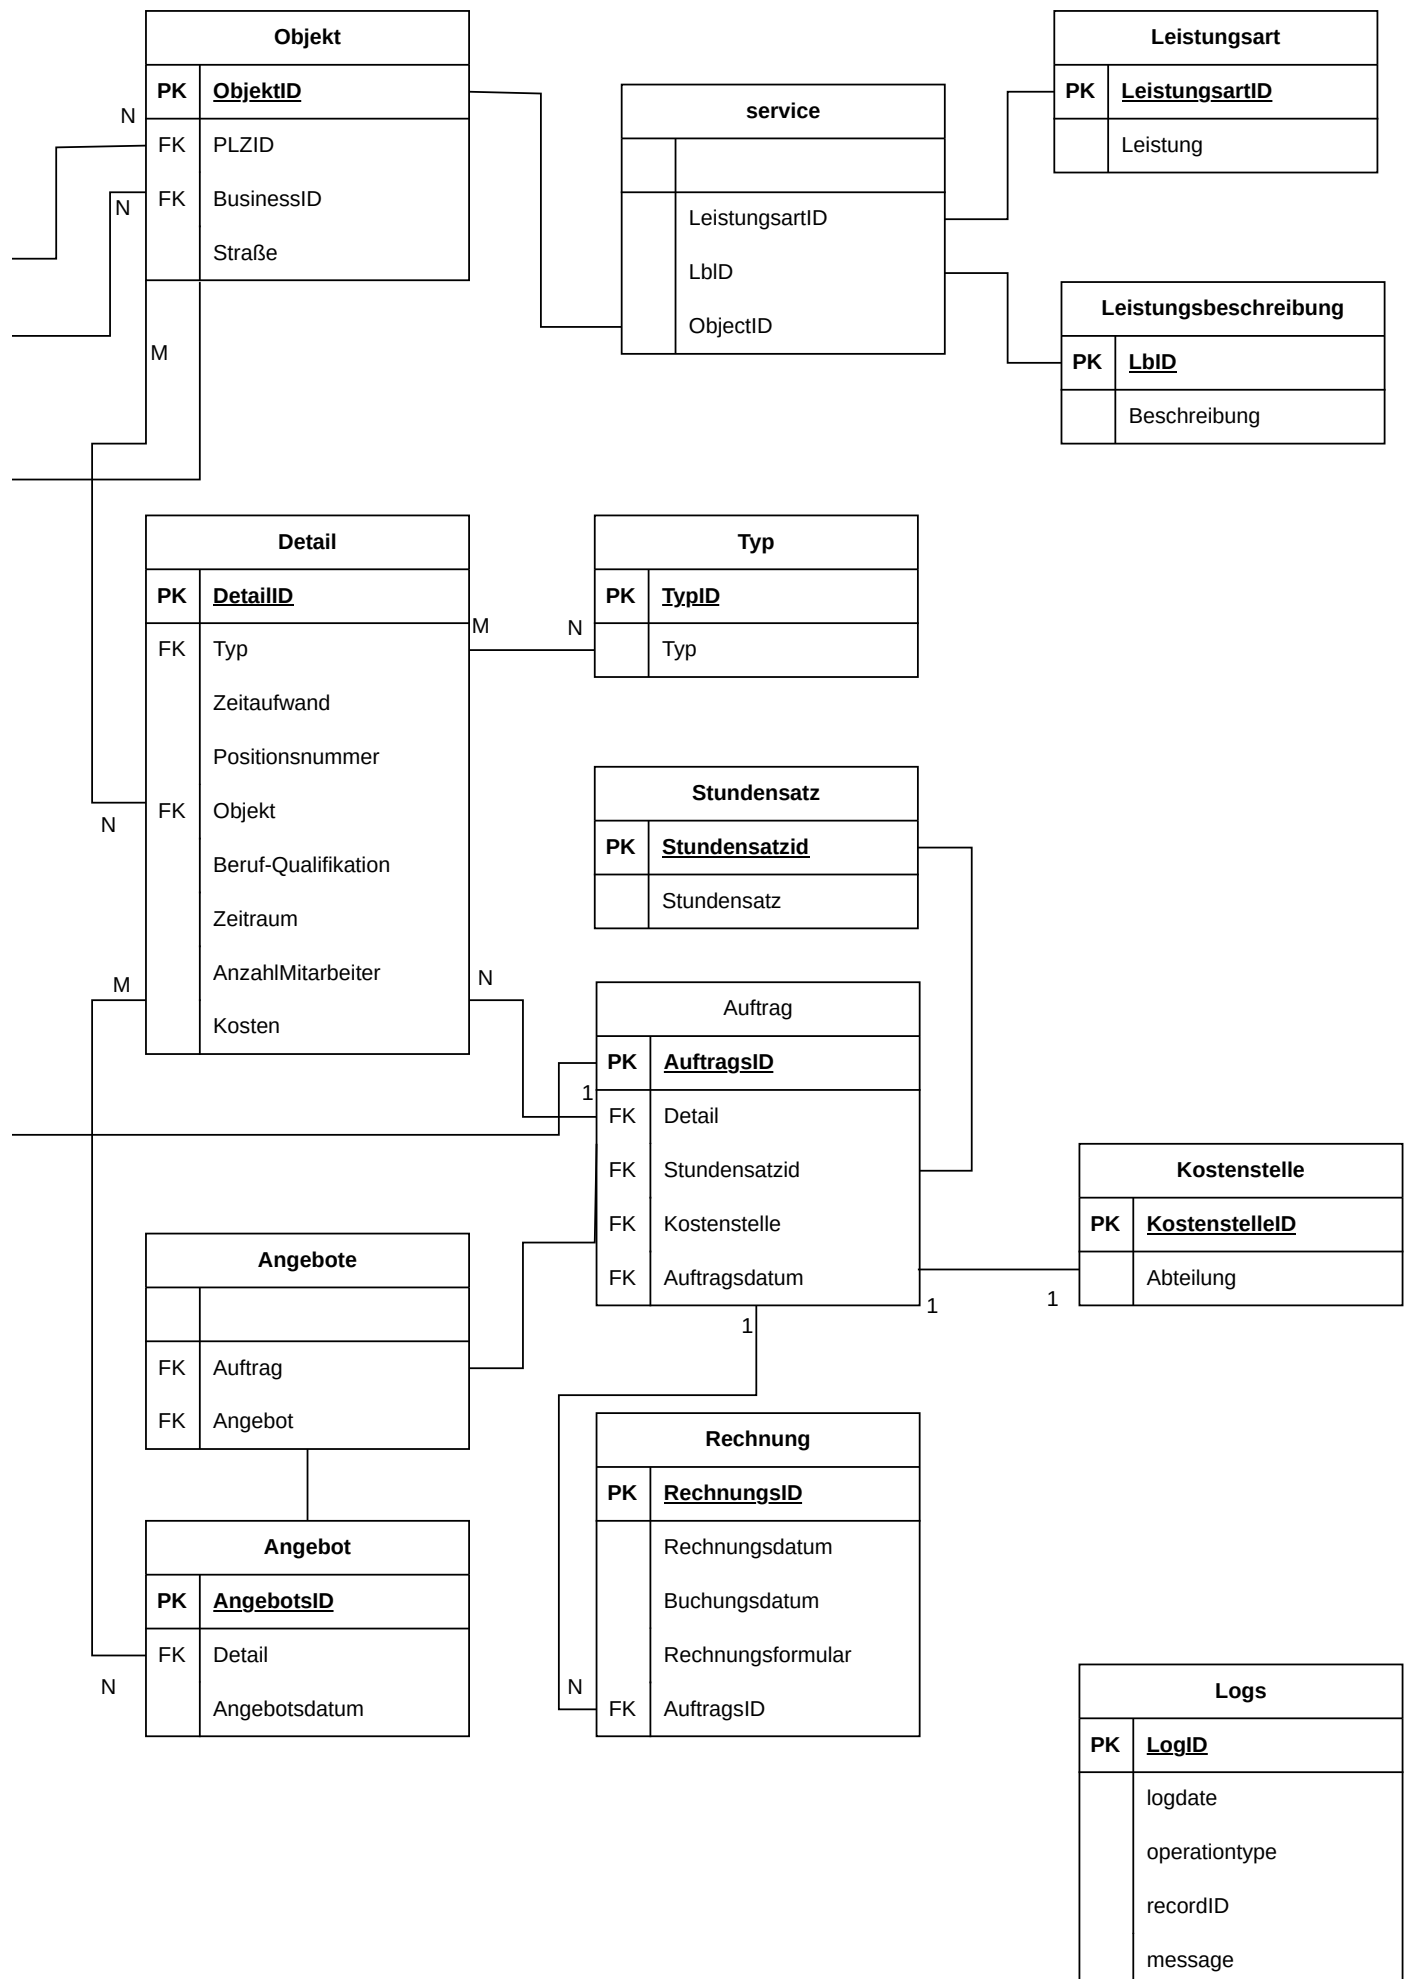 Objekt
PK ObjektID
FK PLZID
FK BusinessID
Straße
N
N
M
service
LeistungsartID
LbID
ObjectID
Leistungsart
PK LeistungsartID
Leistung
Leistungsbeschreibung
PK LbID
Beschreibung
Detail
PK DetailID
FK Typ
Zeitaufwand
Positionsnummer
FK Objekt
Beruf-Qualifikation
Zeitraum
AnzahlMitarbeiter
Kosten
M
N
N
M
N
Typ
PK TypID
Typ
Stundensatz
PK Stundensatzid
Stundensatz
Auftrag
PK AuftragsID
FK Detail
FK Stundensatzid
FK Kostenstelle
FK Auftragsdatum
1
1
1
1
Kostenstelle
PK KostenstelleID
Abteilung
Angebote
FK Auftrag
FK Angebot
Angebot
PK AngebotsID
FK Detail
Angebotsdatum
N
Rechnung
PK RechnungsID
Rechnungsdatum
Buchungsdatum
Rechnungsformular
FK AuftragsID
N
Logs
PK LogID
logdate
operationtype
recordID
message